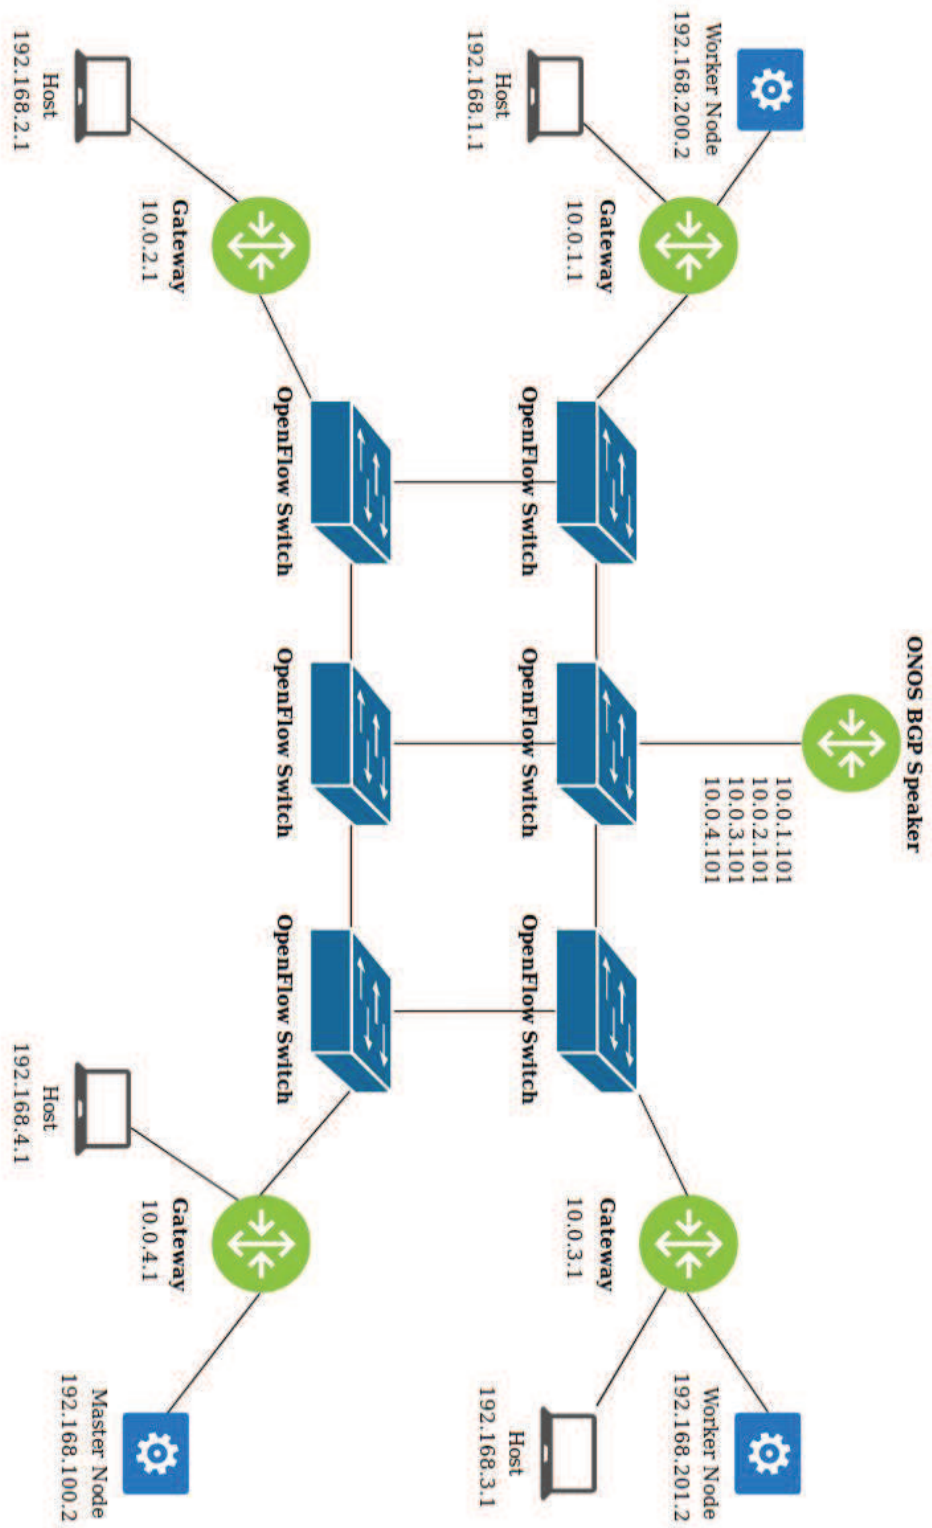 ONOS BGP Speaker
10.0.1.101
10.0.2.101
10.0.3.101
10.0.4.101
Worker Node
192.168.200.2
Host
192.168.1.1
Gateway
10.0.1.1
Gateway
10.0.3.1
Worker Node
192.168.201.2
Host
192.168.3.1
OpenFlow Switch
OpenFlow Switch
OpenFlow Switch
OpenFlow Switch
OpenFlow Switch
OpenFlow Switch
Gateway
10.0.2.1
Host
192.168.2.1
Gateway
10.0.4.1
Host
192.168.4.1
Master Node
192.168.100.2